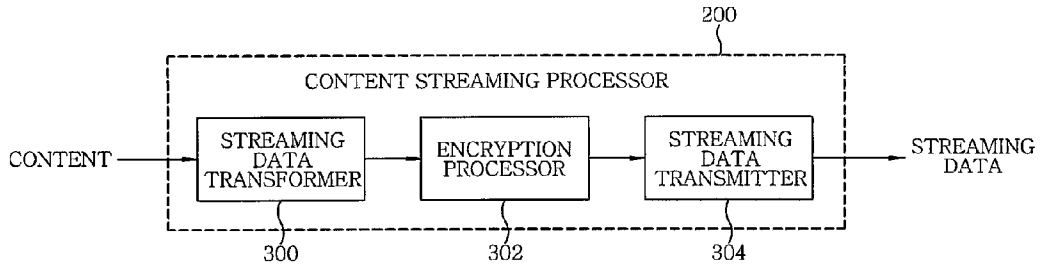 200
CONTENT STREAMING PROCESSOR
CONTENT
STREAMING
DATA
TRANSFORMER
ENCRYPTION
PROCESSOR
STREAMING
DATA
TRANSMITTER
STREAMING
DATA
300
302
304